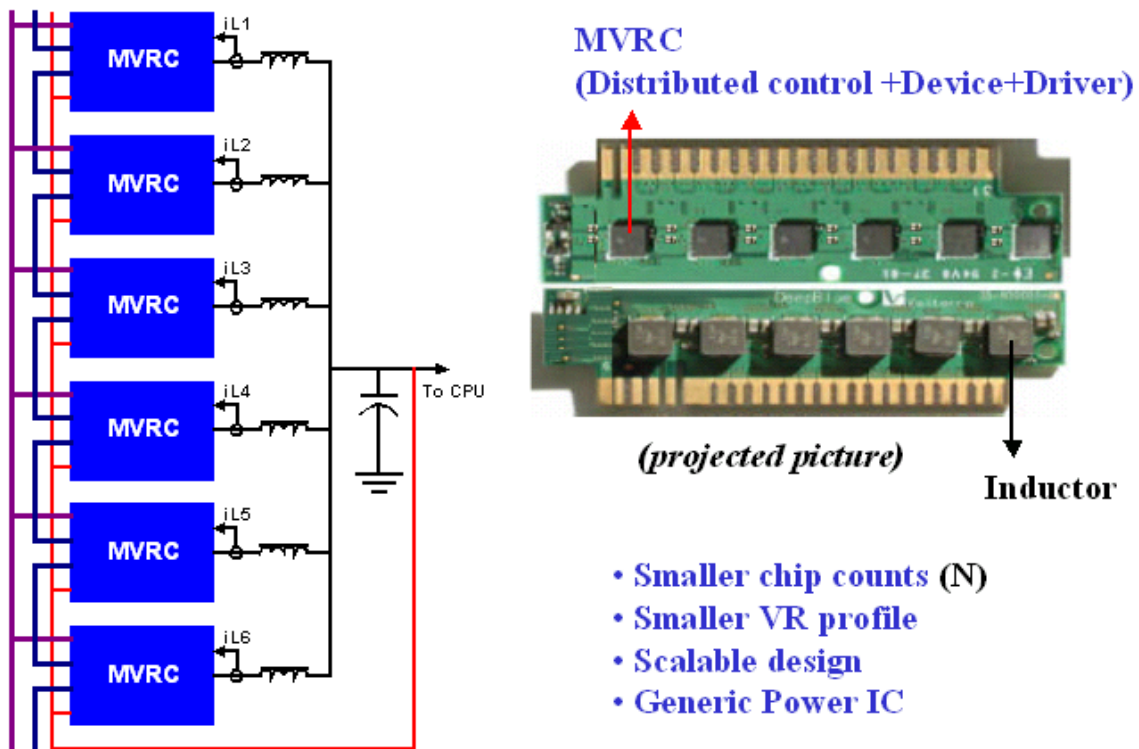 iL1
MVRC
iL2
MVRC
iL3
MVRC
iL4
MVRC
iL5
MVRC
iL6
MVRC
To CPU
MVRC
(Distributed control +Device+Driver)
DeepBlue
Volterra
(projected picture)
Inductor
• Smaller chip counts (N)
• Smaller VR profile
• Scalable design
• Generic Power IC